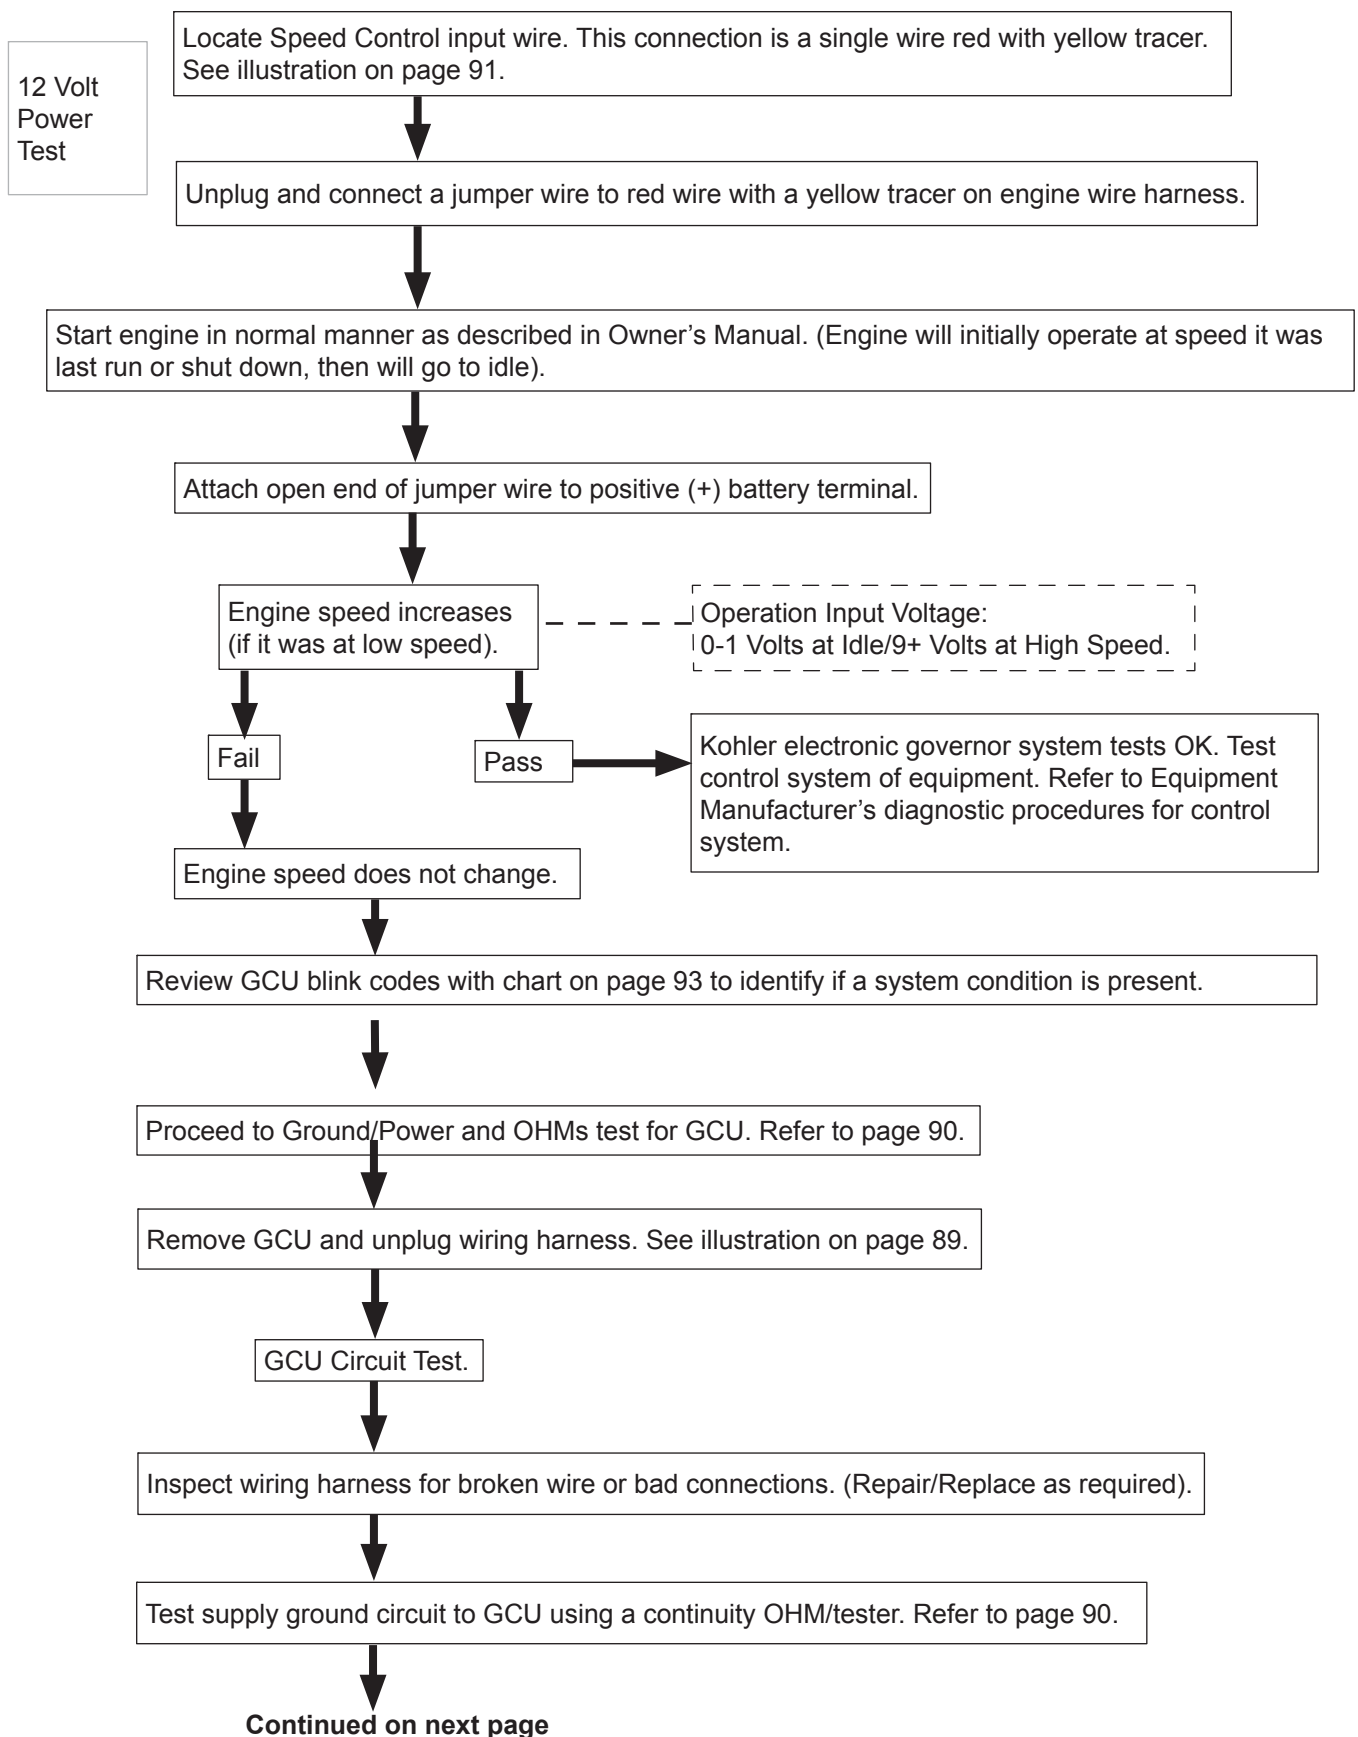 12 Volt
Power
Test
Locate Speed Control input wire. This connection is a single wire red with yellow tracer.
See illustration on page 91.
Unplug and connect a jumper wire to red wire with a yellow tracer on engine wire harness.
Start engine in normal manner as described in Owner’s Manual. (Engine will initially operate at speed it was
last run or shut down, then will go to idle).
Attach open end of jumper wire to positive (+) battery terminal.
Engine speed increases
(if it was at low speed).
Operation Input Voltage:
0-1 Volts at Idle/9+ Volts at High Speed.
Fail
Pass
Kohler electronic governor system tests OK. Test
control system of equipment. Refer to Equipment
Manufacturer’s diagnostic procedures for control
system.
Engine speed does not change.
Review GCU blink codes with chart on page 93 to identify if a system condition is present.
Proceed to Ground/Power and OHMs test for GCU. Refer to page 90.
Remove GCU and unplug wiring harness. See illustration on page 89.
GCU Circuit Test.
Inspect wiring harness for broken wire or bad connections. (Repair/Replace as required).
Test supply ground circuit to GCU using a continuity OHM/tester. Refer to page 90.
Continued on next page